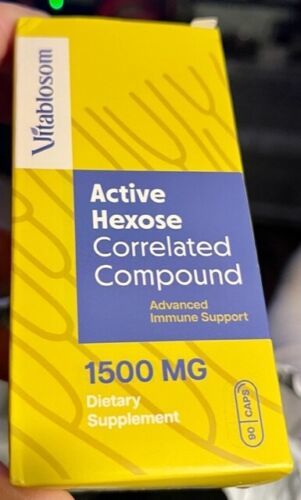 Vitablosom
Active
Hexose
Correlated
Compound
Advanced
Immune Support
1500 MG
Dietary
Supplement
90 CAPS